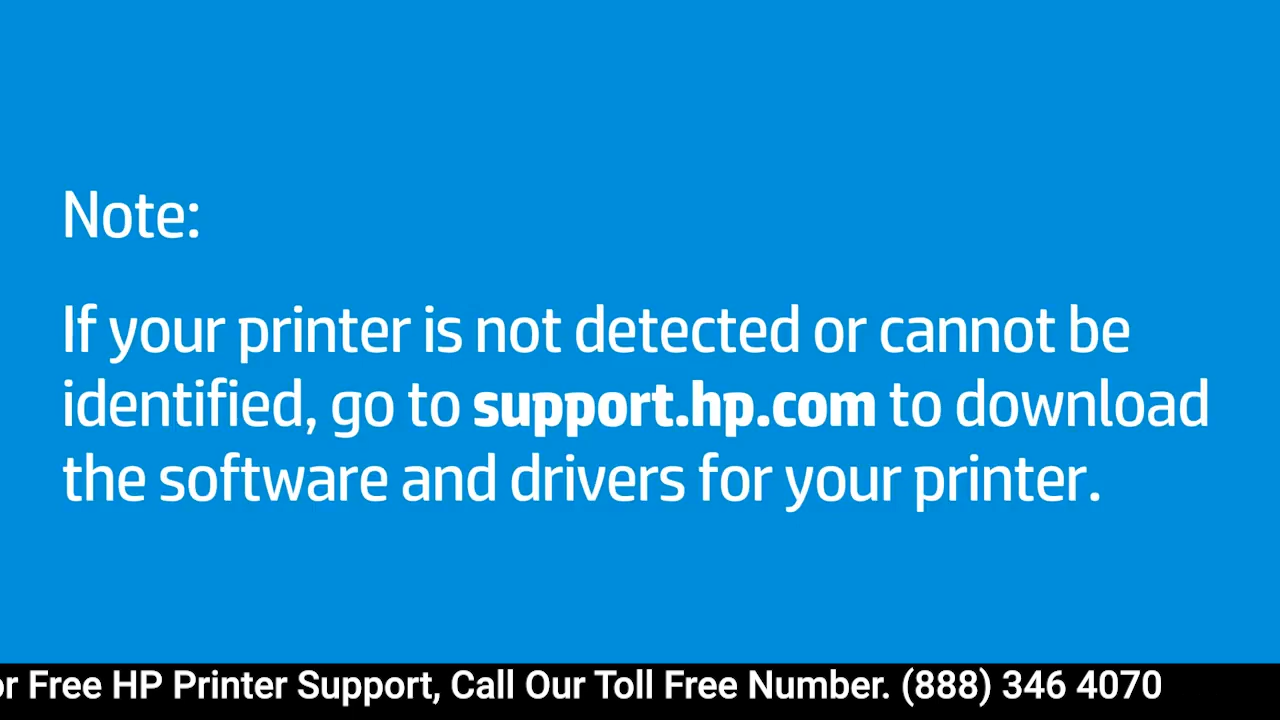 Note:
If your printer is not detected or cannot be
identified, go to support.hp.com to download
the software and drivers for your printer.
Free HP Printer Support, Call Our Toll Free Number. (888) 346 4070